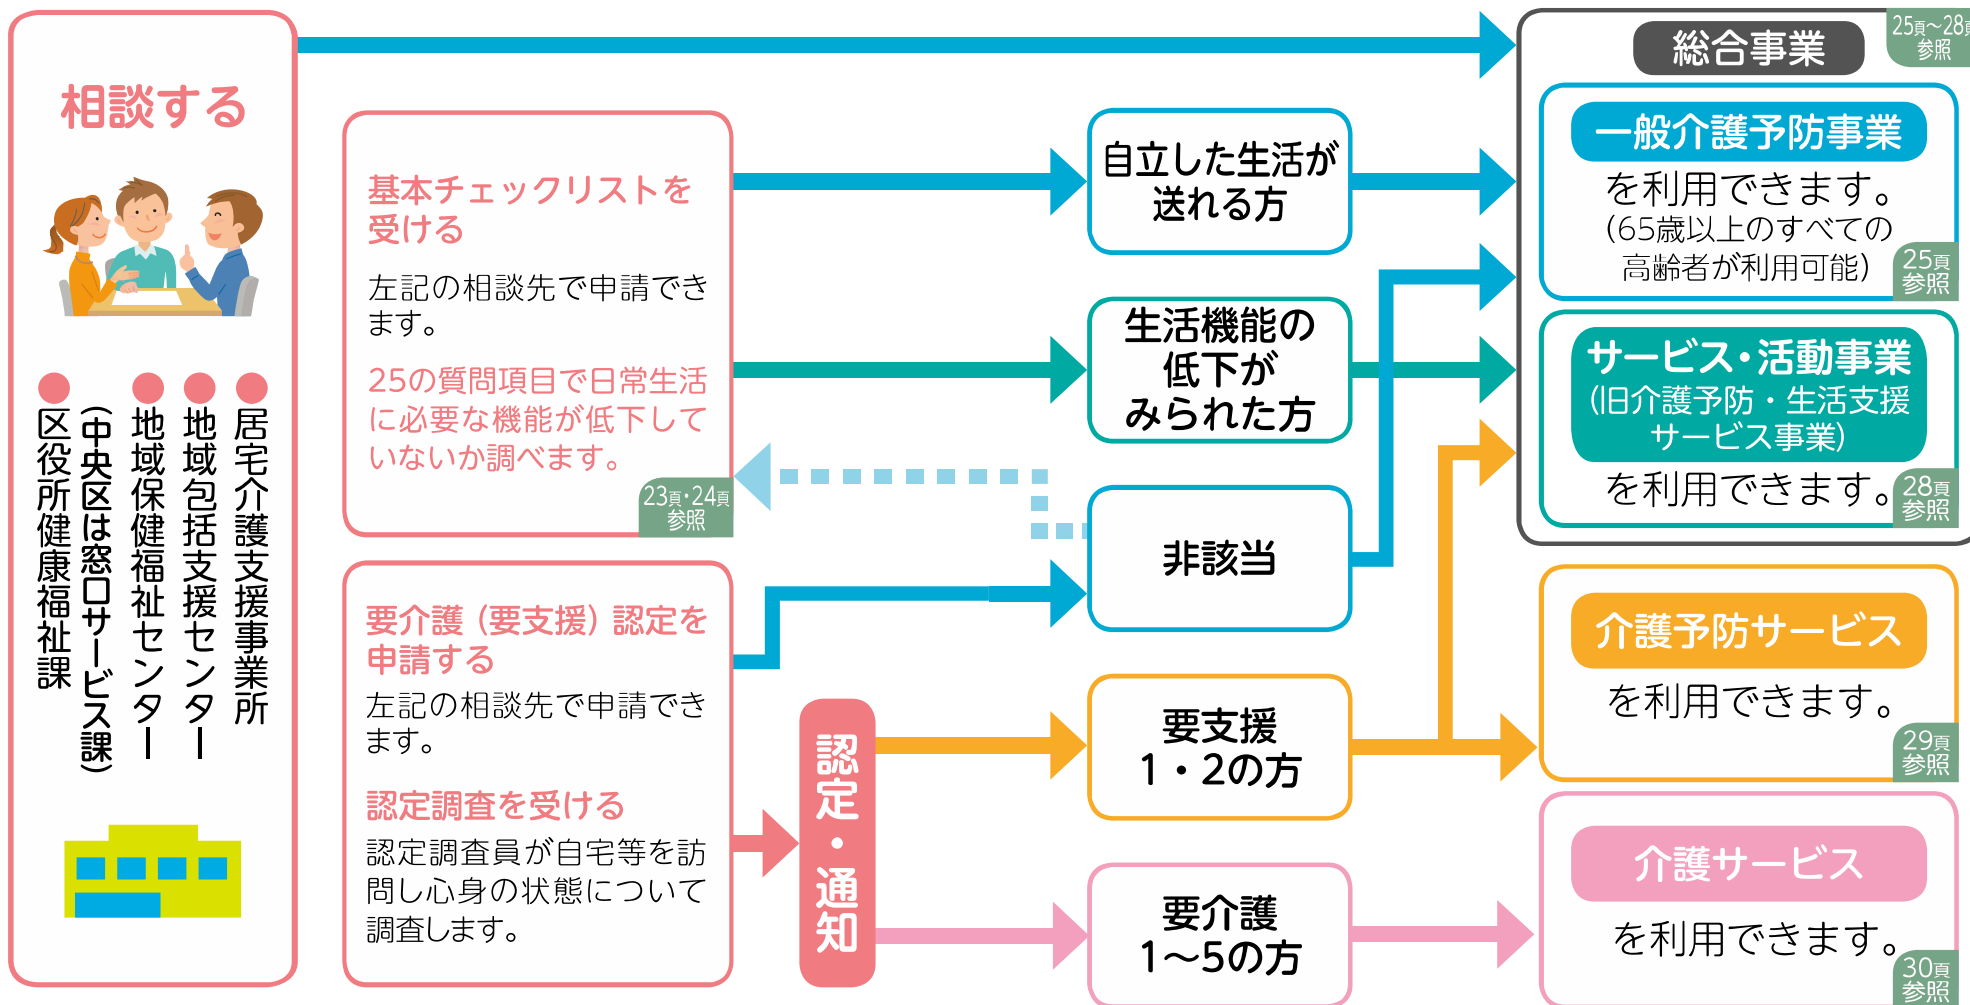 相談する
居宅介護支援事業所
地域包括支援センター
地域保健福祉センター
区役所健康福祉課
(中央区は窓口サービス課)
基本チェックリストを
受ける
左記の相談先で申請でき
ます。
25の質問項目で日常生活
に必要な機能が低下して
いないか調べます。
23頁・24頁
参照
要介護（要支援）認定を
申請する
左記の相談先で申請でき
ます。
認定調査を受ける
認定調査員が自宅等を訪
問し心身の状態について
調査します。
認定・通知
自立した生活が
送れる方
生活機能の
低下が
みられた方
非該当
要支援
1・2の方
要介護
1〜5の方
総合事業
25頁〜28頁
参照
一般介護予防事業
を利用できます。
(65歳以上のすべての
高齢者が利用可能)
25頁
参照
サービス・活動事業
(旧介護予防・生活支援
サービス事業)
を利用できます。
28頁
参照
介護予防サービス
を利用できます。
29頁
参照
介護サービス
を利用できます。
30頁
参照